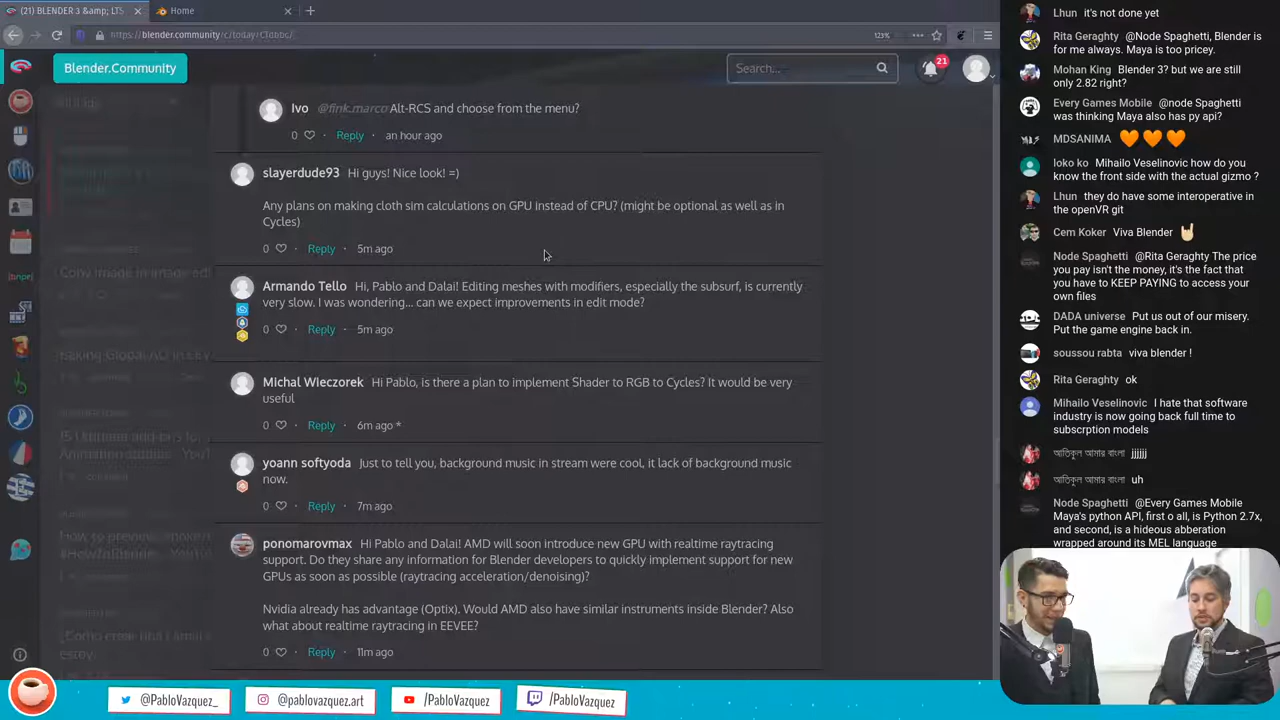 (21) BLENDER 3 &amp; LTS
Home
https://blender.community/c/today
125%
Blender.Community
Search...
21
Ivo @fink.marco Alt-RCS and choose from the menu?
0 · Reply · an hour ago
slayerdude93 Hi guys! Nice look! =)
Any plans on making cloth sim calculations on GPU instead of CPU? (might be optional as well as in
Cycles)
0 · Reply · 5m ago
Armando Tello Hi, Pablo and Dalai! Editing meshes with modifiers, especially the subsurf, is currently
very slow. I was wondering... can we expect improvements in edit mode?
0 · Reply · 5m ago
Michal Wieczorek Hi Pablo, is there a plan to implement Shader to RGB to Cycles? It would be very
useful
0 · Reply · 6m ago *
yoann softyoda Just to tell you, background music in stream were cool, it lack of background music
now.
0 · Reply · 7m ago
ponomarovmax Hi Pablo and Dalai! AMD will soon introduce new GPU with realtime raytracing
support. Do they share any information for Blender developers to quickly implement support for new
GPUs as soon as possible (raytracing acceleration/denoising)?
Nvidia already has advantage (Optix). Would AMD also have similar instruments inside Blender? Also
what about realtime raytracing in EEVEE?
0 · Reply · 11m ago
Lhun it's not done yet
Rita Geraghty @Node Spaghetti, Blender is
for me always. Maya is too pricey.
Mohan King Blender 3? but we are still
only 2.82 right?
Every Games Mobile @node Spaghetti
was thinking Maya also has py api?
MDSANIMA 🧡 🧡 🧡
loko ko Mihailo Veselinovic how do you
know the front side with the actual gizmo ?
Lhun they do have some interoperative in
the openVR git
Cem Koker Viva Blender 🤘🏻
Node Spaghetti @Rita Geraghty The price
you pay isn't the money, it's the fact that
you have to KEEP PAYING to access your
own files
DADA universe Put us out of our misery.
Put the game engine back in.
soussou rabta viva blender !
Rita Geraghty ok
Mihailo Veselinovic I hate that software
industry is now going back full time to
subscrption models
আতিকুল আমার বাংলা jjjjjj
আতিকুল আমার বাংলা uh
Node Spaghetti @Every Games Mobile
Maya's python API, first o all, is Python 2.7x,
and second, is a hideous abberation
wrapped around its MEL language
@PabloVazquez_
@pablovazquez.art
/PabloVazquez
/PabloVazquez